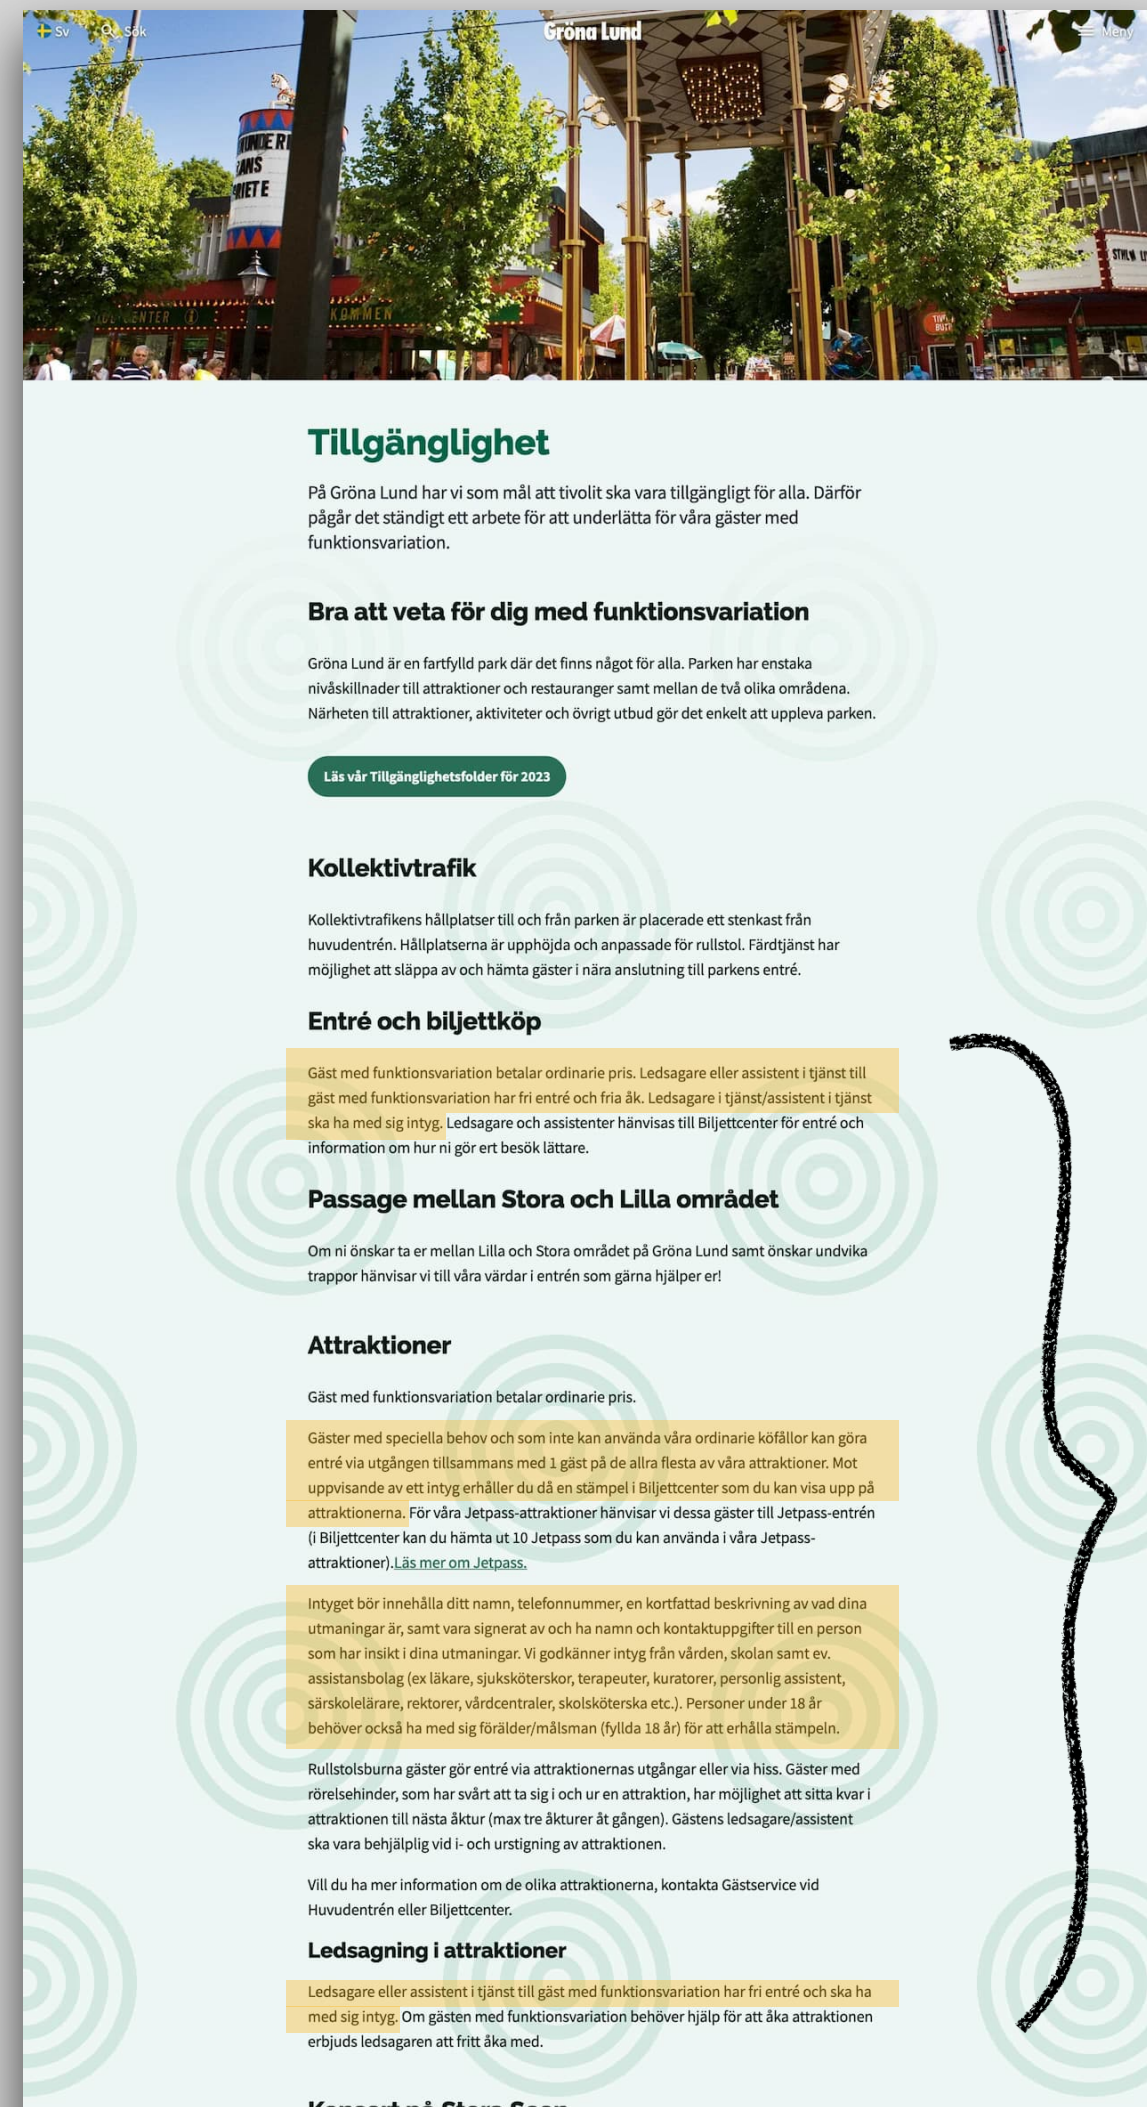 Sv
Sök
Gröna Lund
Meny
KOMMEN
Tillgänglighet
På Gröna Lund har vi som mål att tivolit ska vara tillgängligt för alla. Därför
pågår det ständigt ett arbete för att underlätta för våra gäster med
funktionsvariation.
Bra att veta för dig med funktionsvariation
Gröna Lund är en fartfylld park där det finns något för alla. Parken har enstaka
nivåskillnader till attraktioner och restauranger samt mellan de två olika områdena.
Närheten till attraktioner, aktiviteter och övrigt utbud gör det enkelt att uppleva parken.
Läs vår Tillgänglighetsfolder för 2023
Kollektivtrafik
Kollektivtrafikens hållplatser till och från parken är placerade ett stenkast från
huvudentrén. Hållplatserna är upphöjda och anpassade för rullstol. Färdtjänst har
möjlighet att släppa av och hämta gäster i nära anslutning till parkens entré.
Entré och biljettköp
Gäst med funktionsvariation betalar ordinarie pris. Ledsagare eller assistent i tjänst till
gäst med funktionsvariation har fri entré och fria åk. Ledsagare i tjänst/assistent i tjänst
ska ha med sig intyg. Ledsagare och assistenter hänvisas till Biljettcenter för entré och
information om hur ni gör ert besök lättare.
Passage mellan Stora och Lilla området
Om ni önskar ta er mellan Lilla och Stora området på Gröna Lund samt önskar undvika
trappor hänvisar vi till våra värdar i entrén som gärna hjälper er!
Attraktioner
Gäst med funktionsvariation betalar ordinarie pris.
Gäster med speciella behov och som inte kan använda våra ordinarie köfållor kan göra
entré via utgången tillsammans med 1 gäst på de allra flesta av våra attraktioner. Mot
uppvisande av ett intyg erhåller du då en stämpel i Biljettcenter som du kan visa upp på
attraktionerna. För våra Jetpass-attraktioner hänvisar vi dessa gäster till Jetpass-entrén
(i Biljettcenter kan du hämta ut 10 Jetpass som du kan använda i våra Jetpass-
attraktioner).Läs mer om Jetpass.
Intyget bör innehålla ditt namn, telefonnummer, en kortfattad beskrivning av vad dina
utmaningar är, samt vara signerat av och ha namn och kontaktuppgifter till en person
som har insikt i dina utmaningar. Vi godkänner intyg från vården, skolan samt ev.
assistansbolag (ex läkare, sjuksköterskor, terapeuter, kuratorer, personlig assistent,
särskolelärare, rektorer, vårdcentraler, skolsköterska etc.). Personer under 18 år
behöver också ha med sig förälder/målsman (fyllda 18 år) för att erhålla stämpeln.
Rullstolsburna gäster gör entré via attraktionernas utgångar eller via hiss. Gäster med
rörelsehinder, som har svårt att ta sig i och ur en attraktion, har möjlighet att sitta kvar i
attraktionen till nästa åktur (max tre åkturer åt gången). Gästens ledsagare/assistent
ska vara behjälplig vid i- och urstigning av attraktionen.
Vill du ha mer information om de olika attraktionerna, kontakta Gästservice vid
Huvudentrén eller Biljettcenter.
Ledsagning i attraktioner
Ledsagare eller assistent i tjänst till gäst med funktionsvariation har fri entré och ska ha
med sig intyg. Om gästen med funktionsvariation behöver hjälp för att åka attraktionen
erbjuds ledsagaren att fritt åka med.
Konsert på Stora Scen